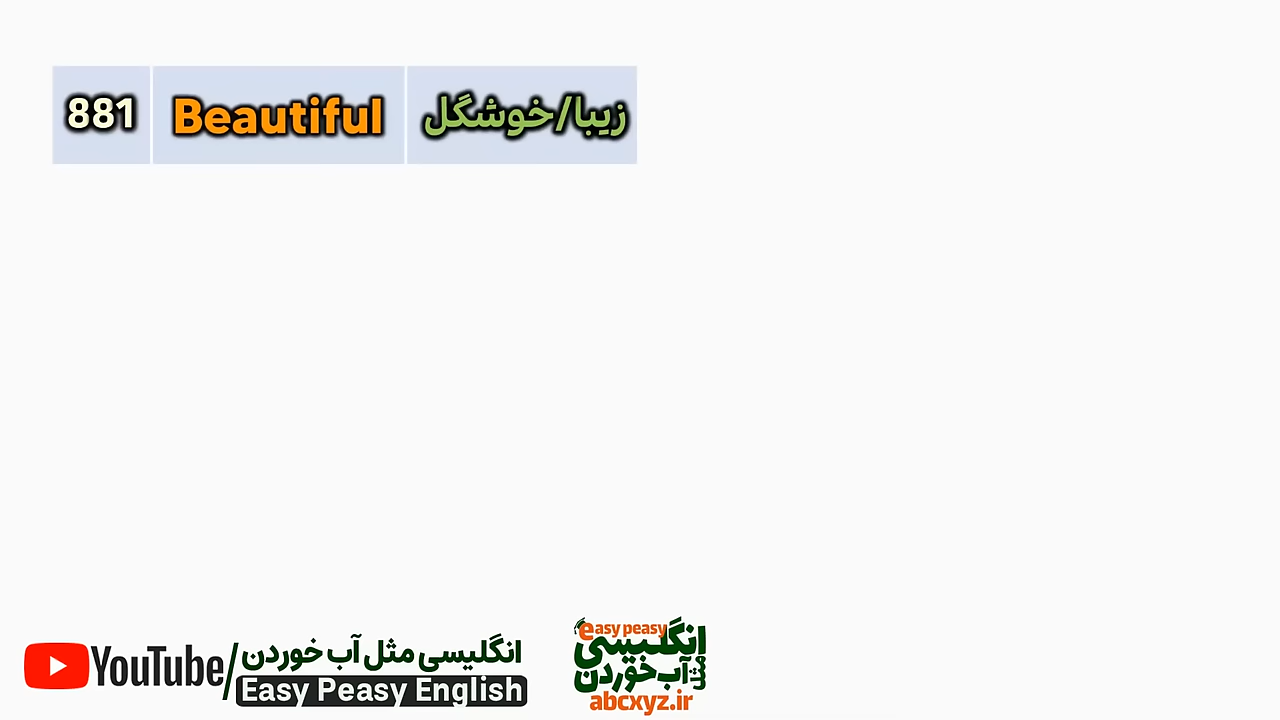 881 Beautiful زیبا/خوشگل
YouTube/انگلیسی مثل آب خوردن
Easy Peasy English
easy peasy
انگلیسی
مثل آب خوردن
abcxyz.ir